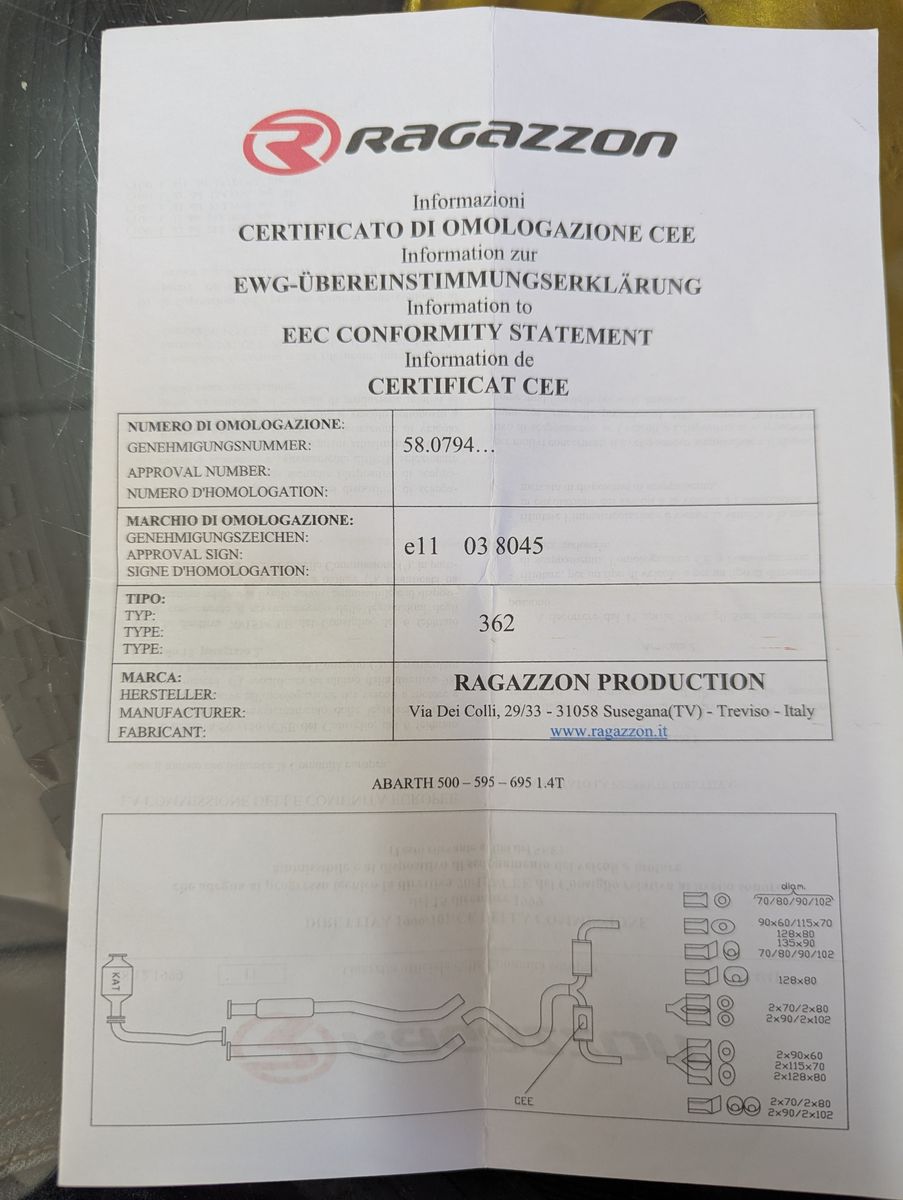 RAGAZZON
Informazioni
CERTIFICATO DI OMOLOGAZIONE CEE
Information zur
EWG-ÜBEREINSTIMMUNGSERKLÄRUNG
Information to
EEC CONFORMITY STATEMENT
Information de
CERTIFICAT CEE
NUMERO DI OMOLOGAZIONE:
GENEHMIGUNGSNUMMER:
APPROVAL NUMBER:
NUMERO D'HOMOLOGATION:
58.0794...
MARCHIO DI OMOLOGAZIONE:
GENEHMIGUNGSZEICHEN:
APPROVAL SIGN:
SIGNE D'HOMOLOGATION:
e11 03 8045
TIPO:
TYP:
TYPE:
TYPE:
362
MARCA:
HERSTELLER:
MANUFACTURER:
FABRICANT:
RAGAZZON PRODUCTION
Via Dei Colli, 29/33 - 31058 Susegana(TV) - Treviso - Italy
www.ragazzon.it
ABARTH 500 – 595 – 695 1.4T
KAT
CEE
diam.
70/80/90/102
90x60/115x70
128x80
135x90
70/80/90/102
128x80
2x70/2x80
2x90/2x102
2x90x60
2x115x70
2x128x80
2x70/2x80
2x90/2x102